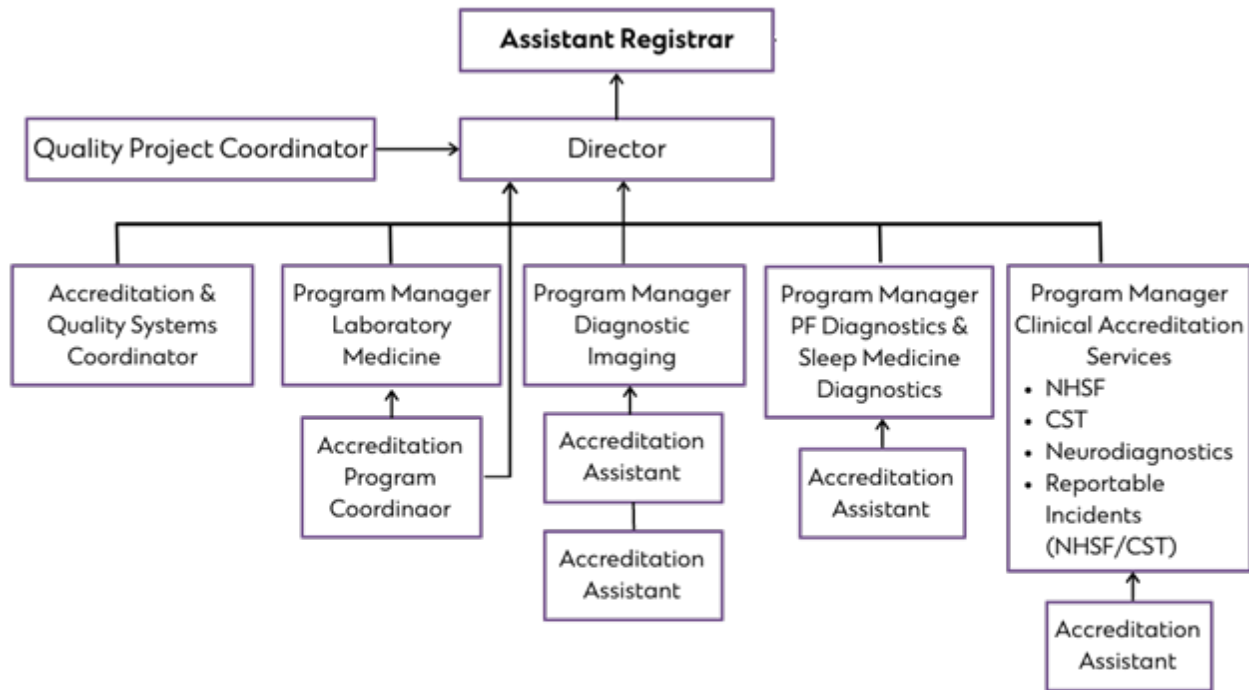 Assistant Registrar
Quality Project Coordinator
Director
Accreditation &
Quality Systems
Coordinator
Program Manager
Laboratory
Medicine
Program Manager
Diagnostic
Imaging
Program Manager
PF Diagnostics &
Sleep Medicine
Diagnostics
Program Manager
Clinical Accreditation
Services
• NHSF
• CST
• Neurodiagnostics
• Reportable
Incidents
(NHSF/CST)
Accreditation
Program
Coordinaor
Accreditation
Assistant
Accreditation
Assistant
Accreditation
Assistant
Accreditation
Assistant